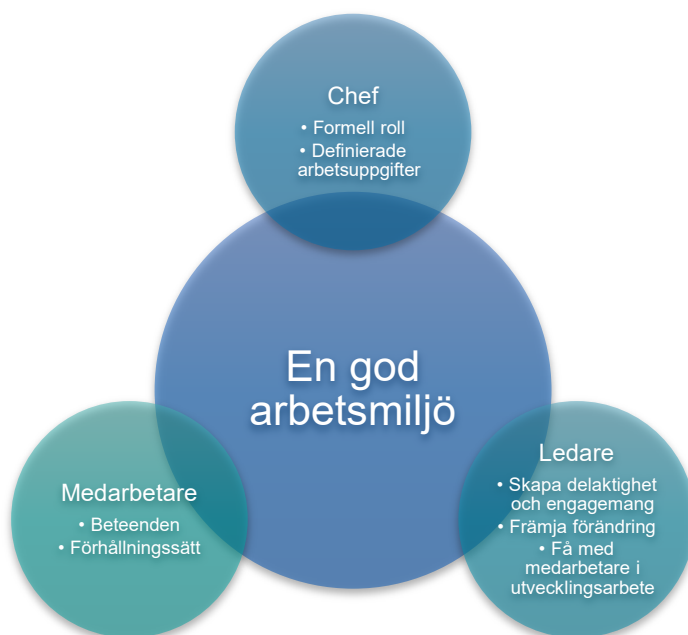 Chef
• Formell roll
• Definierade
arbetsuppgifter
En god
arbetsmiljö
Medarbetare
• Beteenden
• Förhållningssätt
Ledare
• Skapa delaktighet
och engagemang
• Främja förändring
• Få med
medarbetare i
utvecklingsarbete